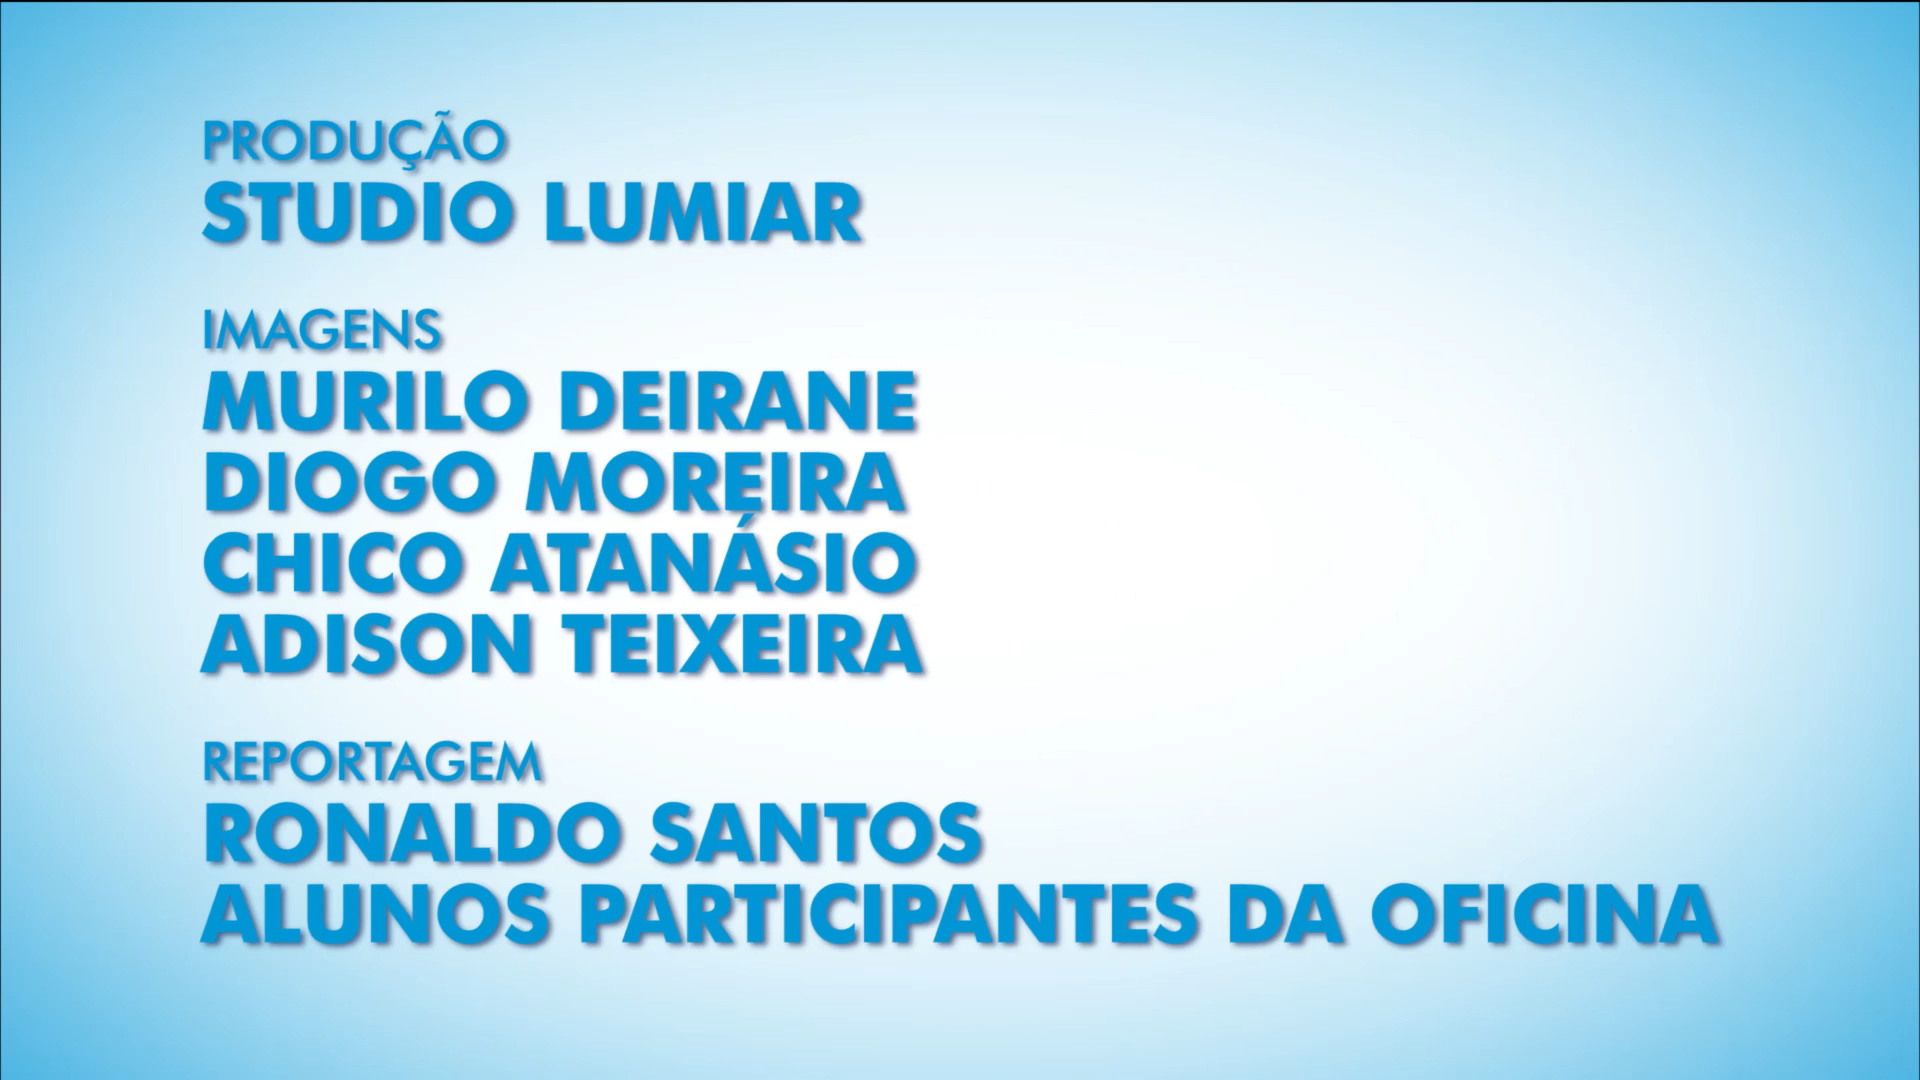 PRODUÇÃO
STUDIO LUMIAR
IMAGENS
MURILO DEIRANE
DIOGO MOREIRA
CHICO ATANÁSIO
ADISON TEIXEIRA
REPORTAGEM
RONALDO SANTOS
ALUNOS PARTICIPANTES DA OFICINA